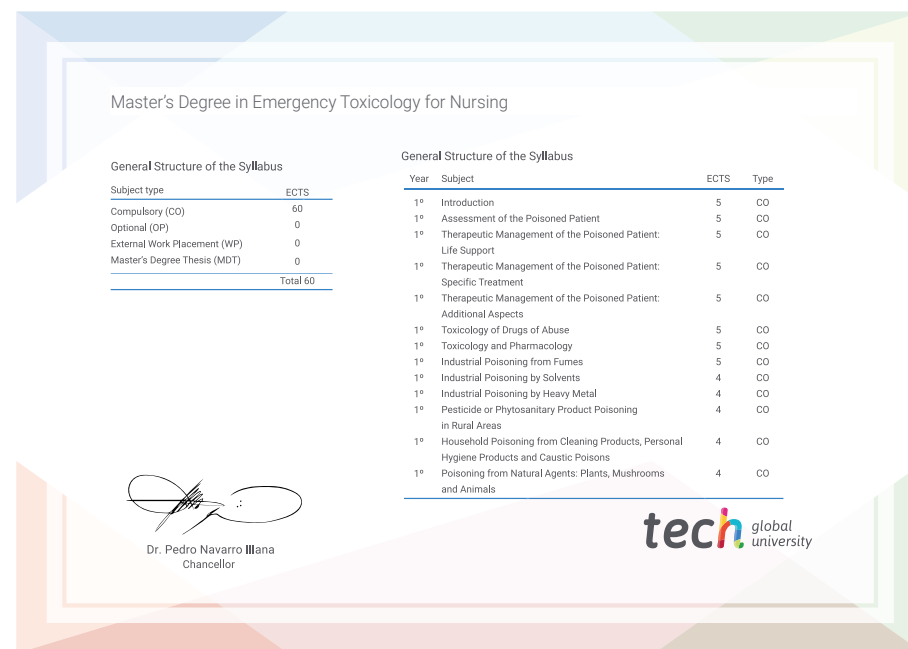 Master's Degree in Emergency Toxicology for Nursing
General Structure of the Syllabus
Subject type ECTS
Compulsory (CO) 60
Optional (OP) 0
External Work Placement (WP) 0
Master's Degree Thesis (MDT) 0
Total 60
General Structure of the Syllabus
Year Subject ECTS Type
1º Introduction 5 CO
1º Assessment of the Poisoned Patient 5 CO
1º Therapeutic Management of the Poisoned Patient: 5 CO
Life Support
1º Therapeutic Management of the Poisoned Patient: 5 CO
Specific Treatment
1º Therapeutic Management of the Poisoned Patient: 5 CO
Additional Aspects
1º Toxicology of Drugs of Abuse 5 CO
1º Toxicology and Pharmacology 5 CO
1º Industrial Poisoning from Fumes 5 CO
1º Industrial Poisoning by Solvents 4 CO
1º Industrial Poisoning by Heavy Metal 4 CO
1º Pesticide or Phytosanitary Product Poisoning 4 CO
in Rural Areas
1º Household Poisoning from Cleaning Products, Personal 4 CO
Hygiene Products and Caustic Poisons
1º Poisoning from Natural Agents: Plants, Mushrooms 4 CO
and Animals
Dr. Pedro Navarro Illana
Chancellor
tech global
university